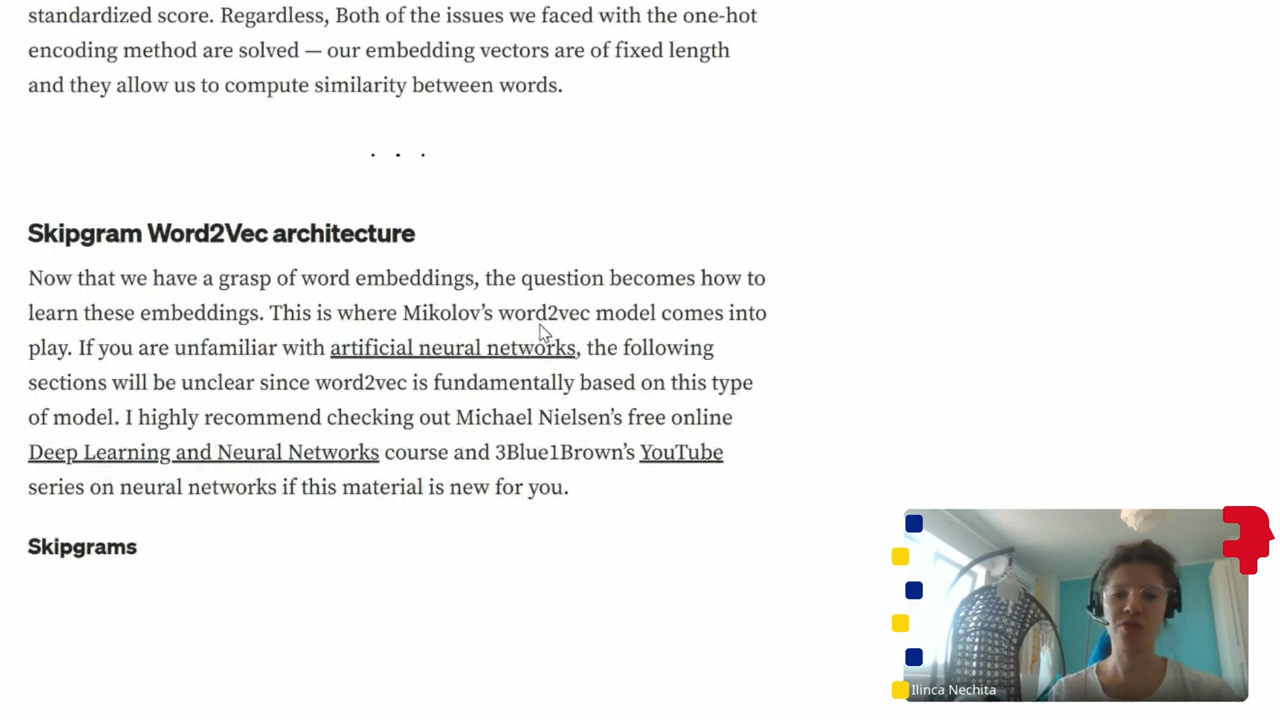 standardized score. Regardless, Both of the issues we faced with the one-hot
encoding method are solved — our embedding vectors are of fixed length
and they allow us to compute similarity between words.
. . .
Skipgram Word2Vec architecture
Now that we have a grasp of word embeddings, the question becomes how to
learn these embeddings. This is where Mikolov’s word2vec model comes into
play. If you are unfamiliar with artificial neural networks, the following
sections will be unclear since word2vec is fundamentally based on this type
of model. I highly recommend checking out Michael Nielsen’s free online
Deep Learning and Neural Networks course and 3Blue1Brown’s YouTube
series on neural networks if this material is new for you.
Skipgrams
Ilinca Nechita